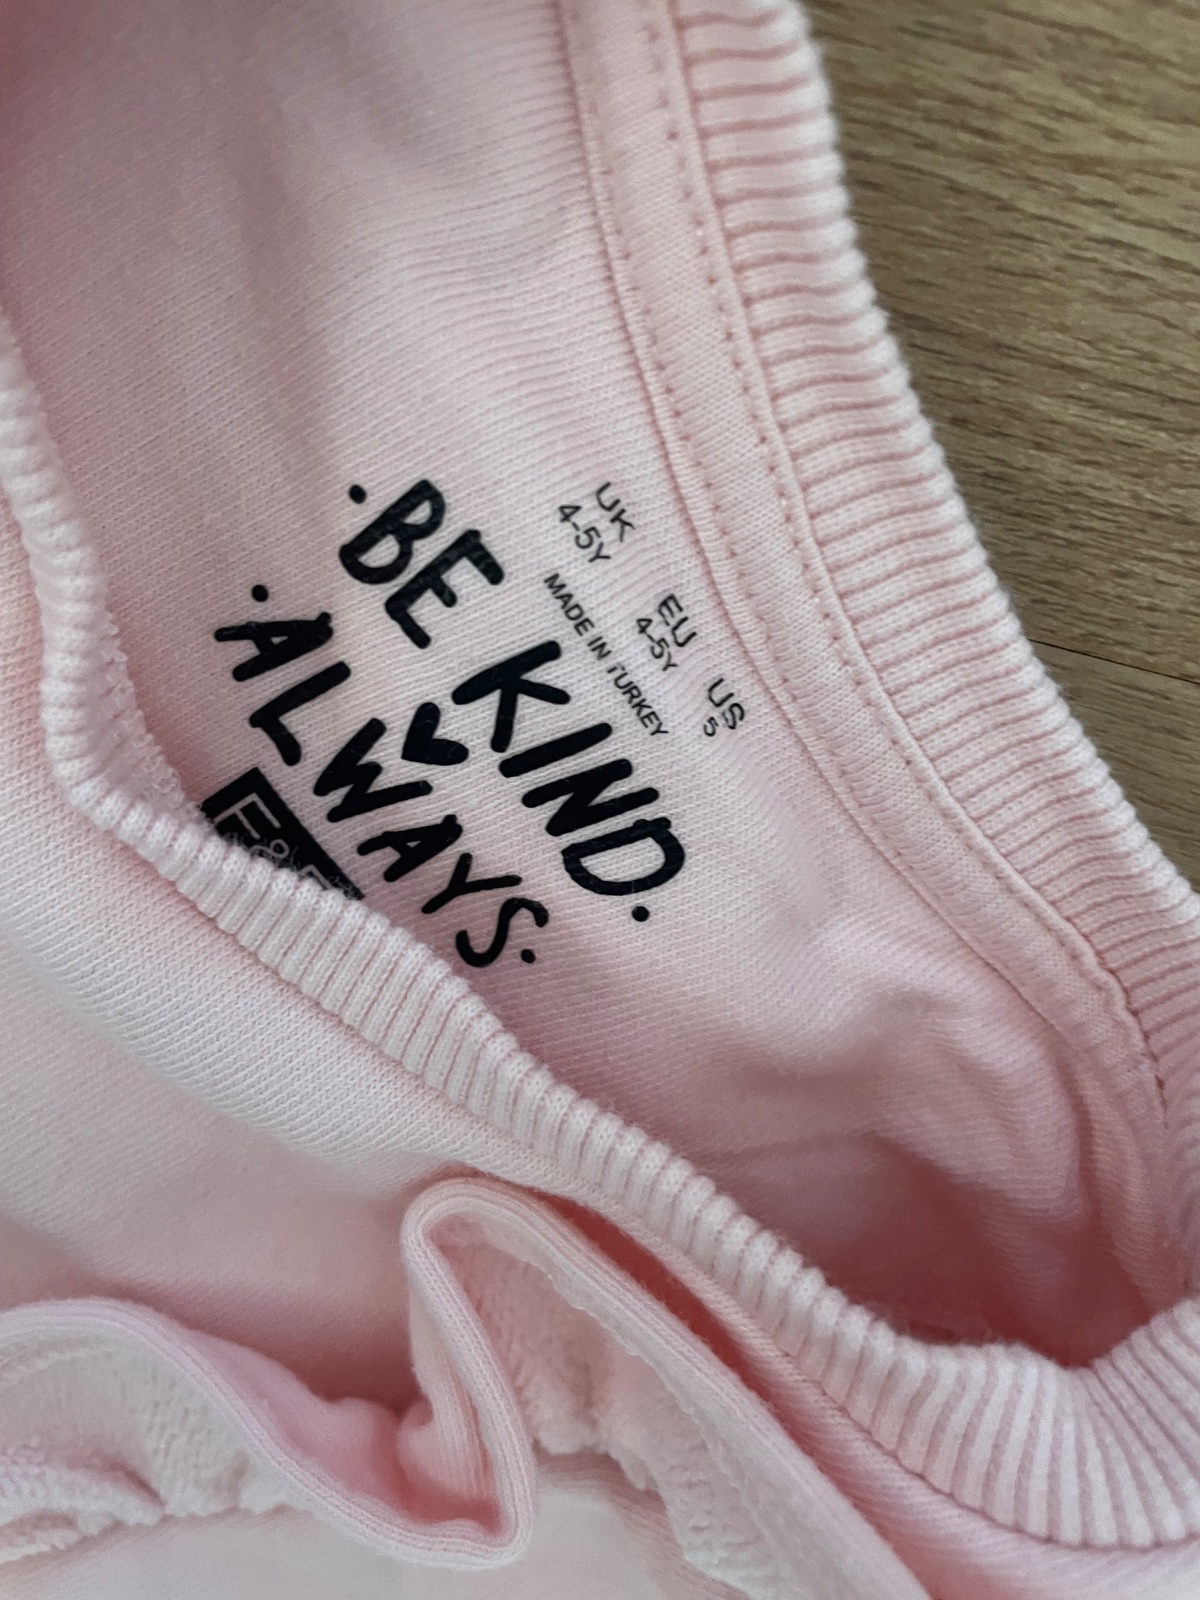 UK EU US
4-5Y 4-5Y 5
MADE IN TURKEY
.BE KIND.
.ALWAYS.
F&F